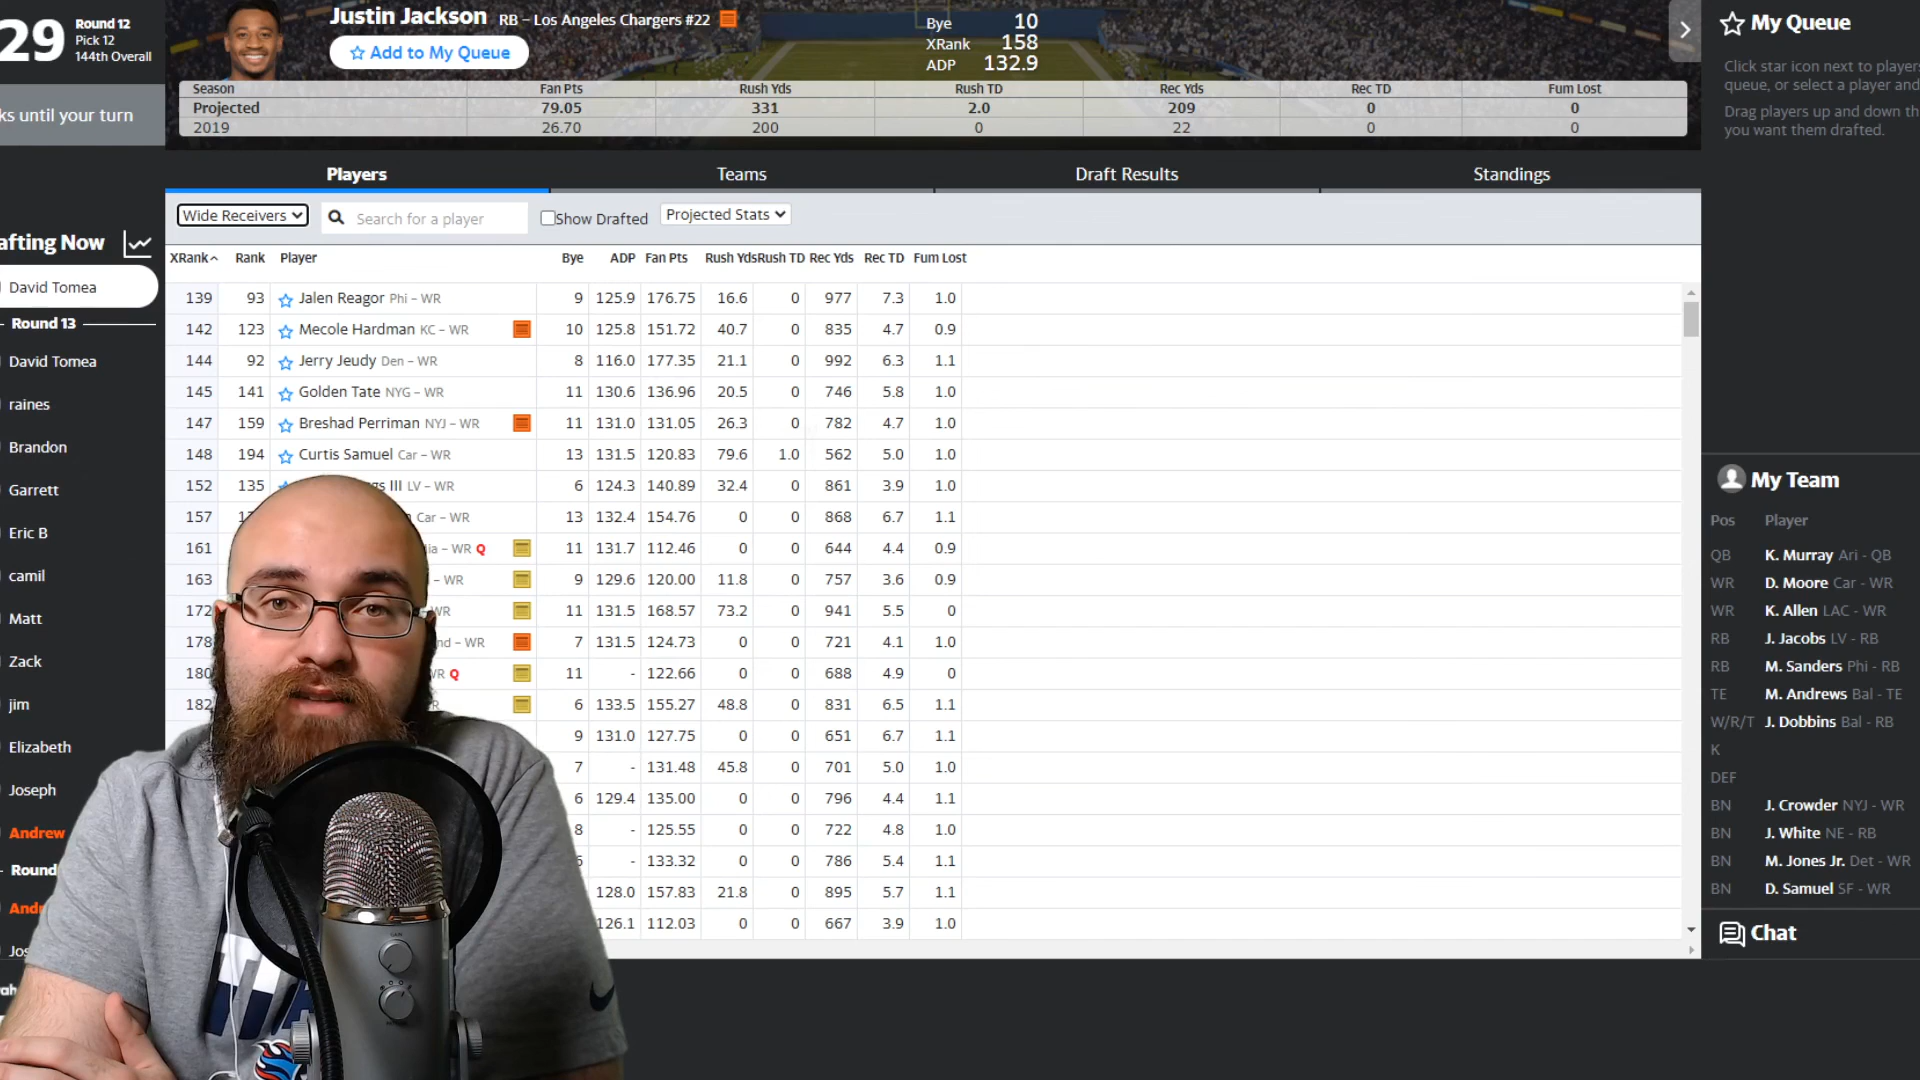 29
Round 12
Pick 12
144th Overall
ks until your turn
Justin Jackson RB – Los Angeles Chargers #22
Add to My Queue
Bye 10
XRank 158
ADP 132.9
Season Fan Pts Rush Yds Rush TD Rec Yds Rec TD Fum Lost
Projected 79.05 331 2.0 209 0 0
2019 26.70 200 0 22 0 0
Players Teams Draft Results Standings
Wide Receivers Search for a player Show Drafted Projected Stats
XRank Rank Player Bye ADP Fan Pts Rush Yds Rush TD Rec Yds Rec TD Fum Lost
139 93 Jalen Reagor Phi – WR 9 125.9 176.75 16.6 0 977 7.3 1.0
142 123 Mecole Hardman KC – WR 10 125.8 151.72 40.7 0 835 4.7 0.9
144 92 Jerry Jeudy Den – WR 8 116.0 177.35 21.1 0 992 6.3 1.1
145 141 Golden Tate NYG – WR 11 130.6 136.96 20.5 0 746 5.8 1.0
147 159 Breshad Perriman NYJ – WR 11 131.0 131.05 26.3 0 782 4.7 1.0
148 194 Curtis Samuel Car – WR 13 131.5 120.83 79.6 1.0 562 5.0 1.0
152 135 gs III LV – WR 6 124.3 140.89 32.4 0 861 3.9 1.0
157 Car – WR 13 132.4 154.76 0 0 868 6.7 1.1
161 – WR Q 11 131.7 112.46 0 0 644 4.4 0.9
163 – WR 9 129.6 120.00 11.8 0 757 3.6 0.9
172 WR 11 131.5 168.57 73.2 0 941 5.5 0
178 nd – WR 7 131.5 124.73 0 0 721 4.1 1.0
180 WR Q 11 - 122.66 0 0 688 4.9 0
182 6 133.5 155.27 48.8 0 831 6.5 1.1
9 131.0 127.75 0 0 651 6.7 1.1
7 - 131.48 45.8 0 701 5.0 1.0
6 129.4 135.00 0 0 796 4.4 1.1
8 - 125.55 0 0 722 4.8 1.0
- 133.32 0 0 786 5.4 1.1
128.0 157.83 21.8 0 895 5.7 1.1
126.1 112.03 0 0 667 3.9 1.0
afting Now
David Tomea
Round 13
David Tomea
raines
Brandon
Garrett
Eric B
camil
Matt
Zack
jim
Elizabeth
Joseph
Andrew
Round
Andr
Jos
My Queue
Click star icon next to players
queue, or select a player and
Drag players up and down th
you want them drafted.
My Team
Pos Player
QB K. Murray Ari - QB
WR D. Moore Car - WR
WR K. Allen LAC - WR
RB J. Jacobs LV - RB
RB M. Sanders Phi - RB
TE M. Andrews Bal - TE
W/R/T J. Dobbins Bal - RB
K
DEF
BN J. Crowder NYJ - WR
BN J. White NE - RB
BN M. Jones Jr. Det - WR
BN D. Samuel SF - WR
Chat